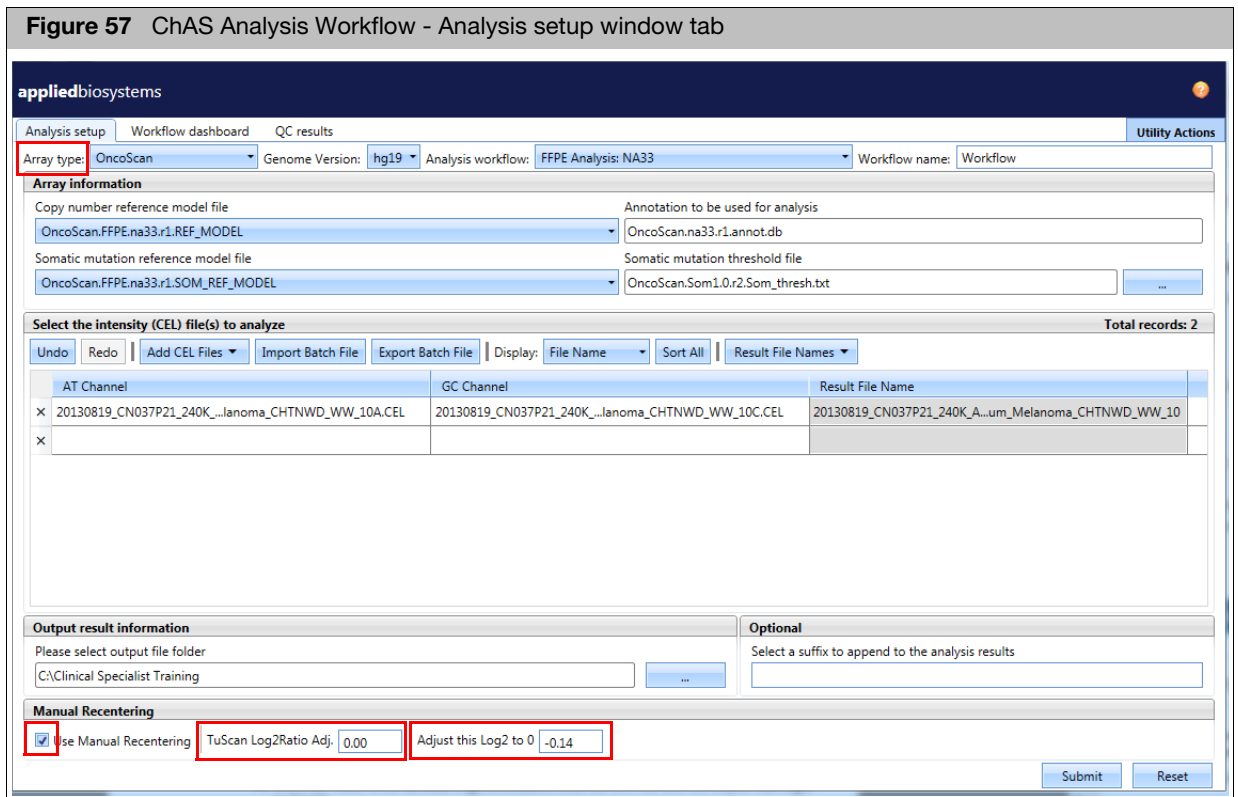 Figure 57 ChAS Analysis Workflow - Analysis setup window tab
appliedbiosystems
?
Analysis setup Workflow dashboard QC results Utility Actions
Array type: OncoScan Genome Version: hg19 Analysis workflow: FFPE Analysis: NA33 Workflow name: Workflow
Array information
Copy number reference model file Annotation to be used for analysis
OncoScan.FFPE.na33.r1.REF_MODEL OncoScan.na33.r1.annot.db
Somatic mutation reference model file Somatic mutation threshold file
OncoScan.FFPE.na33.r1.SOM_REF_MODEL OncoScan.Som1.0.r2.Som_thresh.txt ...
Select the intensity (CEL) file(s) to analyze Total records: 2
Undo Redo Add CEL Files Import Batch File Export Batch File Display: File Name Sort All Result File Names
AT Channel GC Channel Result File Name
20130819_CN037P21_240K_...lanoma_CHTNWD_WW_10A.CEL 20130819_CN037P21_240K_...lanoma_CHTNWD_WW_10C.CEL 20130819_CN037P21_240K_A...um_Melanoma_CHTNWD_WW_10
Output result information Optional
Please select output file folder Select a suffix to append to the analysis results
C:\Clinical Specialist Training ...
Manual Recentering
Use Manual Recentering TuScan Log2Ratio Adj. 0.00 Adjust this Log2 to 0 -0.14
Submit Reset